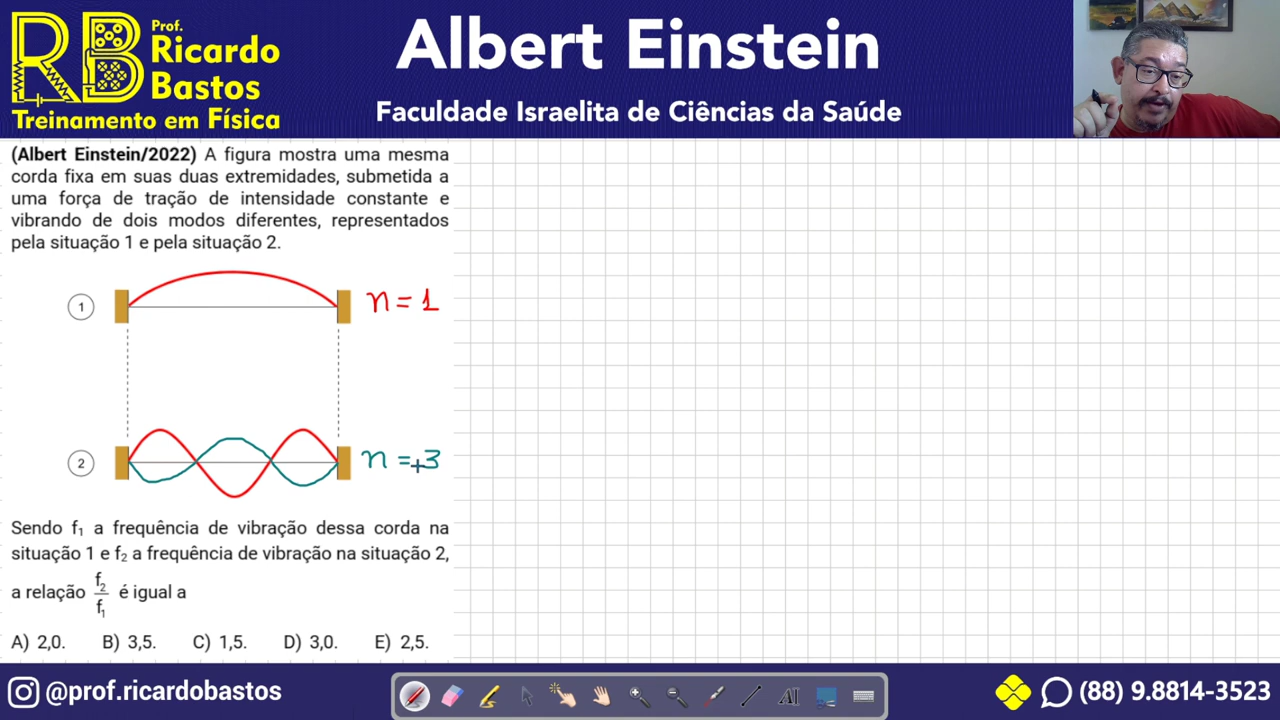 RB
Prof.
Ricardo
Bastos
Treinamento em Física
Albert Einstein
Faculdade Israelita de Ciências da Saúde
(Albert Einstein/2022) A figura mostra uma mesma
corda fixa em suas duas extremidades, submetida a
uma força de tração de intensidade constante e
vibrando de dois modos diferentes, representados
pela situação 1 e pela situação 2.
1
n = 1
2
n = 3
Sendo f₁ a frequência de vibração dessa corda na
situação 1 e f₂ a frequência de vibração na situação 2,
a relação f₂/f₁ é igual a
A) 2,0. B) 3,5. C) 1,5. D) 3,0. E) 2,5.
@prof.ricardobastos
AI
(88) 9.8814-3523